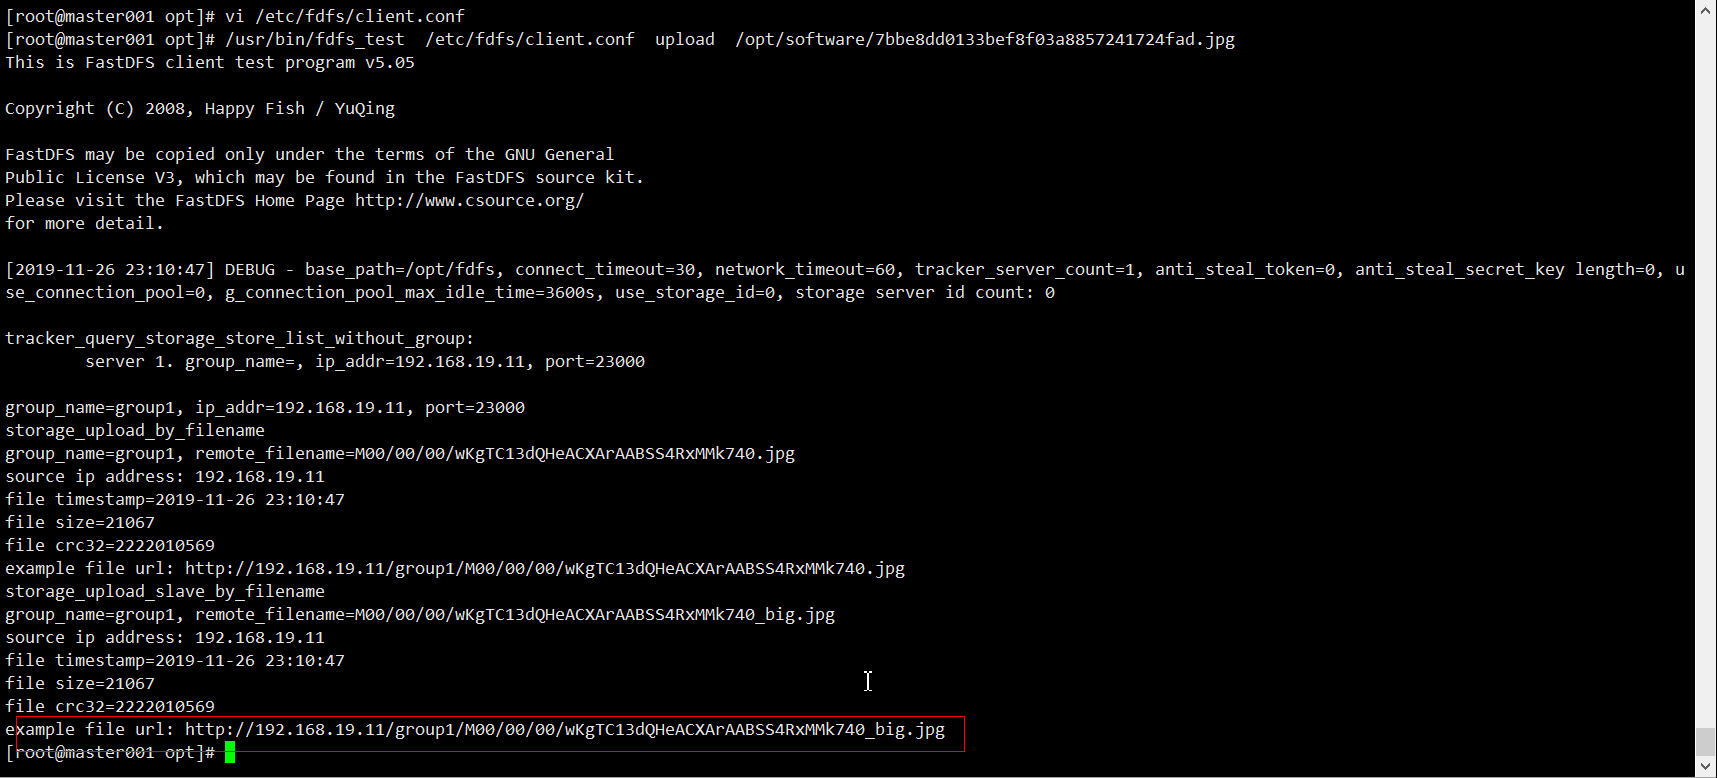 [root@master001 opt]# vi /etc/fdfs/client.conf
[root@master001 opt]# /usr/bin/fdfs_test  /etc/fdfs/client.conf  upload  /opt/software/7bbe8dd0133bef8f03a8857241724fad.jpg
This is FastDFS client test program v5.05
Copyright (C) 2008, Happy Fish / YuQing
FastDFS may be copied only under the terms of the GNU General
Public License V3, which may be found in the FastDFS source kit.
Please visit the FastDFS Home Page http://www.csource.org/
for more detail.
[2019-11-26 23:10:47] DEBUG - base_path=/opt/fdfs, connect_timeout=30, network_timeout=60, tracker_server_count=1, anti_steal_token=0, anti_steal_secret_key length=0, u
se_connection_pool=0, g_connection_pool_max_idle_time=3600s, use_storage_id=0, storage server id count: 0
tracker_query_storage_store_list_without_group:
server 1. group_name=, ip_addr=192.168.19.11, port=23000
group_name=group1, ip_addr=192.168.19.11, port=23000
storage_upload_by_filename
group_name=group1, remote_filename=M00/00/00/wKgTC13dQHeACXArAABSS4RxMMk740.jpg
source ip address: 192.168.19.11
file timestamp=2019-11-26 23:10:47
file size=21067
file crc32=2222010569
example file url: http://192.168.19.11/group1/M00/00/00/wKgTC13dQHeACXArAABSS4RxMMk740.jpg
storage_upload_slave_by_filename
group_name=group1, remote_filename=M00/00/00/wKgTC13dQHeACXArAABSS4RxMMk740_big.jpg
source ip address: 192.168.19.11
file timestamp=2019-11-26 23:10:47
file size=21067
file crc32=2222010569
example file url: http://192.168.19.11/group1/M00/00/00/wKgTC13dQHeACXArAABSS4RxMMk740_big.jpg
[root@master001 opt]#